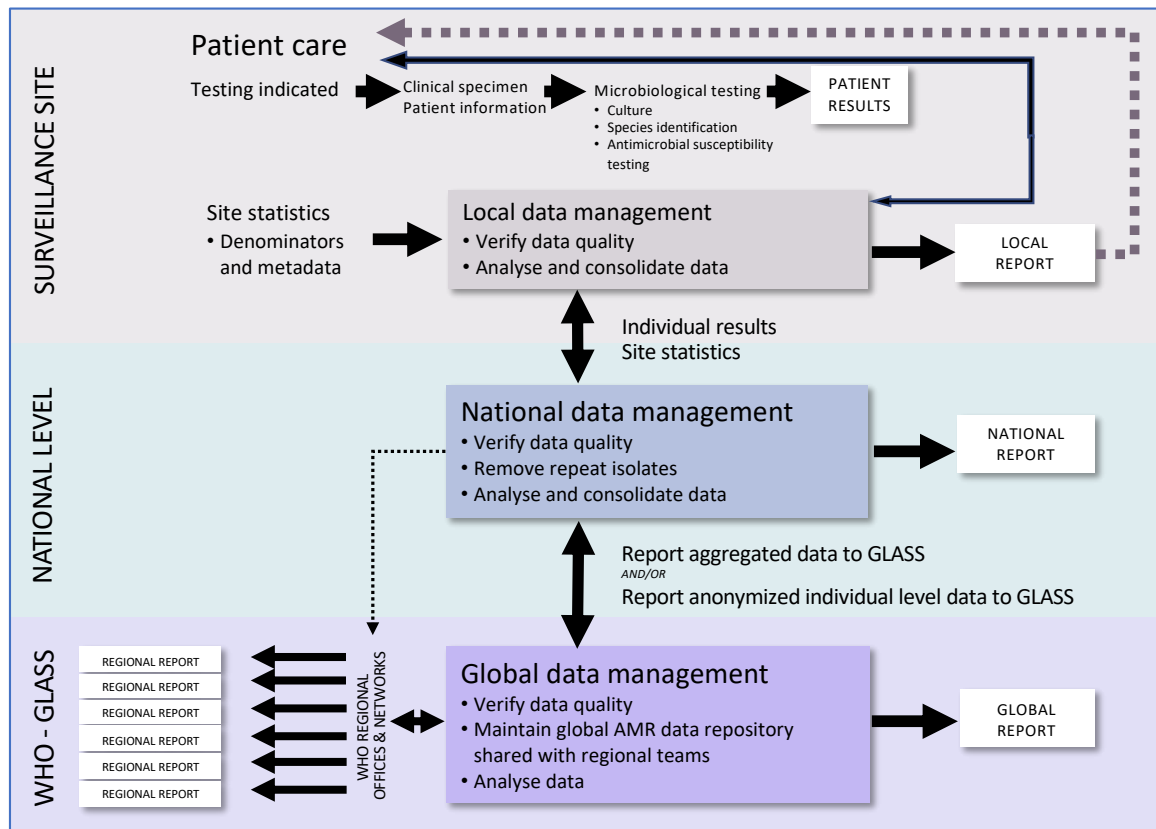 SURVEILLANCE SITE
Patient care
Testing indicated
Clinical specimen
Patient information
Microbiological testing
• Culture
• Species identification
• Antimicrobial susceptibility
testing
PATIENT
RESULTS
Site statistics
• Denominators
and metadata
Local data management
• Verify data quality
• Analyse and consolidate data
LOCAL
REPORT
Individual results
Site statistics
NATIONAL LEVEL
National data management
• Verify data quality
• Remove repeat isolates
• Analyse and consolidate data
NATIONAL
REPORT
Report aggregated data to GLASS
AND/OR
Report anonymized individual level data to GLASS
WHO - GLASS
REGIONAL REPORT
REGIONAL REPORT
REGIONAL REPORT
REGIONAL REPORT
REGIONAL REPORT
REGIONAL REPORT
WHO REGIONAL
OFFICES & NETWORKS
Global data management
• Verify data quality
• Maintain global AMR data repository
shared with regional teams
• Analyse data
GLOBAL
REPORT